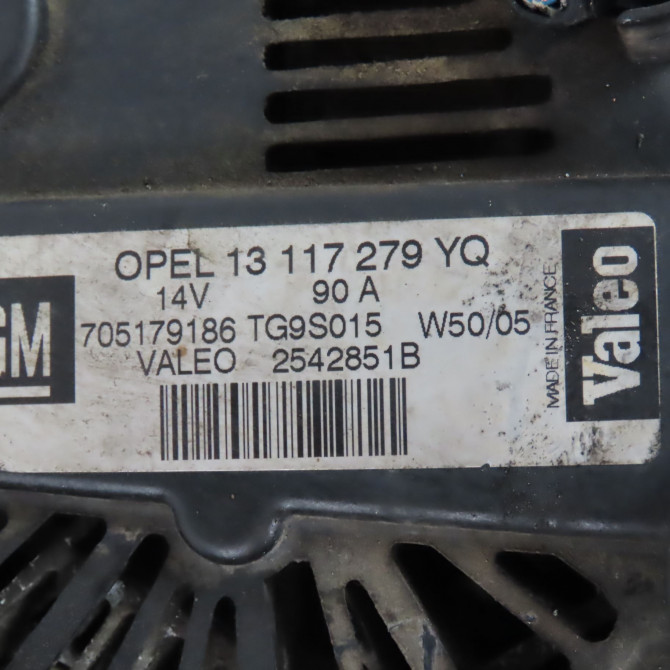 GM
OPEL 13 117 279 YQ
14V 90 A
705179186 TG9S015 W50/05
VALEO 2542851B
MADE IN FRANCE
Valeo